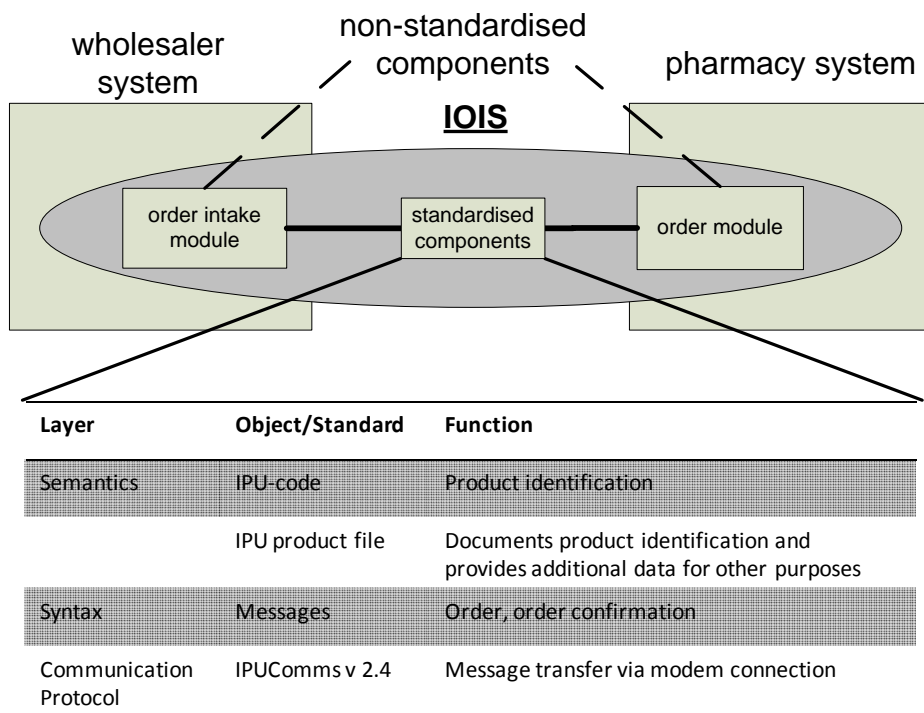 non-standardised
components
wholesaler
system
pharmacy system
IOIS
order intake
module
standardised
components
order module
Layer Object/Standard Function
Semantics IPU-code Product identification
IPU product file Documents product identification and
provides additional data for other purposes
Syntax Messages Order, order confirmation
Communication IPUComms v 2.4 Message transfer via modem connection
Protocol